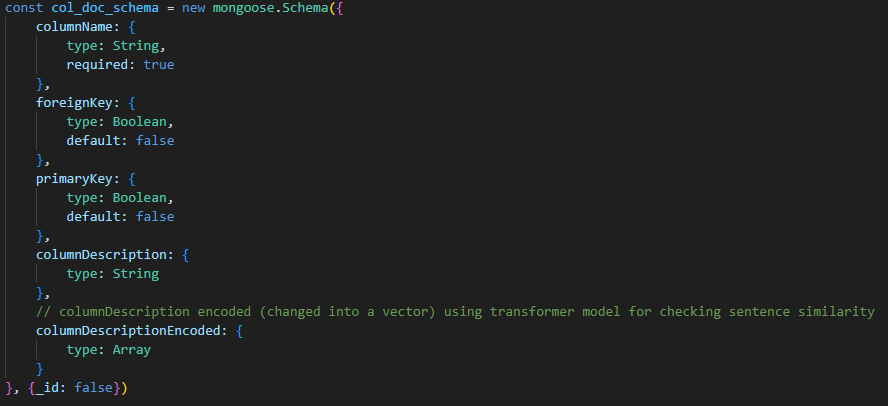 const col_doc_schema = new mongoose.Schema({
    columnName: {
        type: String,
        required: true
    },
    foreignKey: {
        type: Boolean,
        default: false
    },
    primaryKey: {
        type: Boolean,
        default: false
    },
    columnDescription: {
        type: String
    },
    // columnDescription encoded (changed into a vector) using transformer model for checking sentence similarity
    columnDescriptionEncoded: {
        type: Array
    }
}, {_id: false})